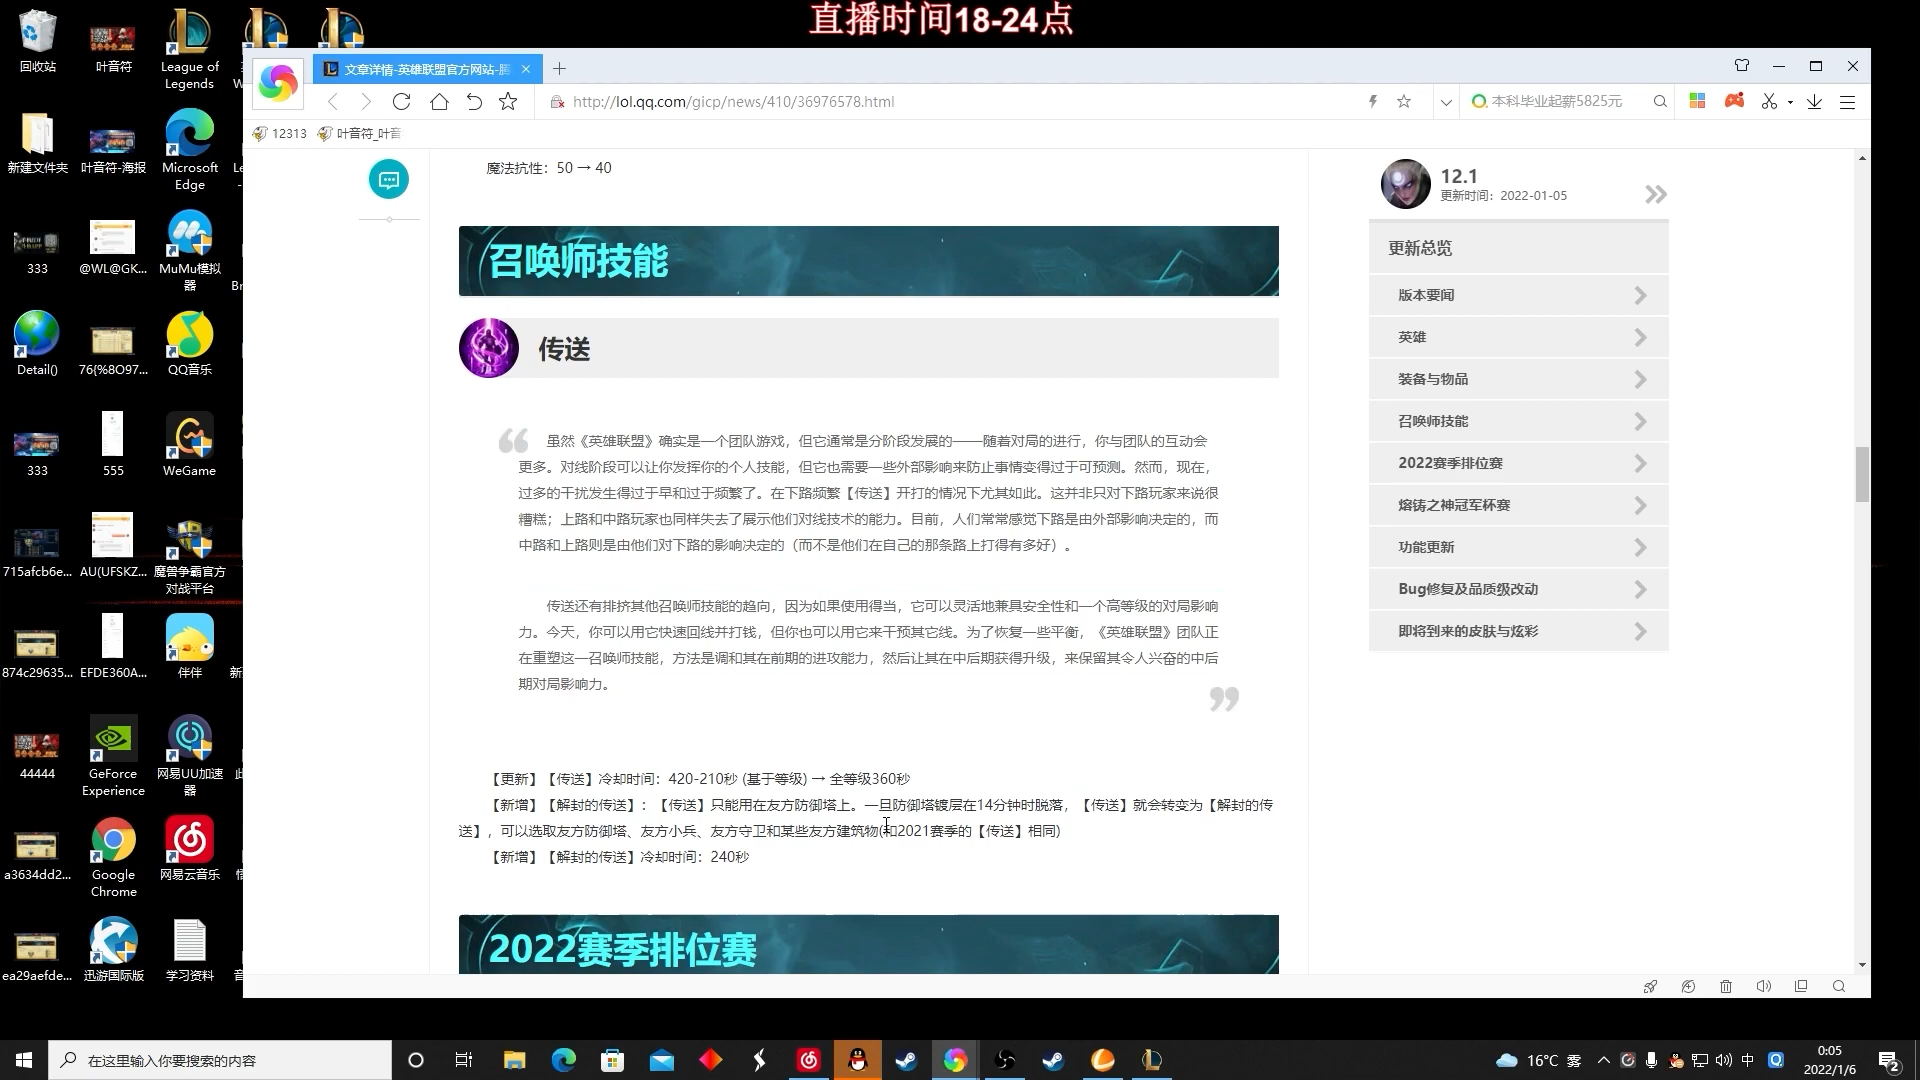 直播时间18-24点
回收站
叶音符
League of
Legends
新建文件夹
叶音符-海报
Microsoft
Edge
333
@WL@GK...
MuMu模拟
器
Detail()
76{%8O97...
QQ音乐
333
555
WeGame
715afcb6e...
AU(UFSKZ...
魔兽争霸官方
对战平台
874c29635...
EFDE360A...
伴伴
44444
GeForce
Experience
网易UU加速
器
a3634dd2...
Google
Chrome
网易云音乐
ea29aefde...
迅游国际版
学习资料
文章详情-英雄联盟官方网站-腾
http://lol.qq.com/gicp/news/410/36976578.html
本科毕业起薪5825元
12313
叶音符_叶音
魔法抗性：50 → 40
召唤师技能
传送
虽然《英雄联盟》确实是一个团队游戏，但它通常是分阶段发展的——随着对局的进行，你与团队的互动会
更多。对线阶段可以让你发挥你的个人技能，但它也需要一些外部影响来防止事情变得过于可预测。然而，现在，
过多的干扰发生得过于早和过于频繁了。在下路频繁【传送】开打的情况下尤其如此。这并非只对下路玩家来说很
糟糕；上路和中路玩家也同样失去了展示他们对线技术的能力。目前，人们常常感觉下路是由外部影响决定的，而
中路和上路则是由他们对下路的影响决定的（而不是他们在自己的那条路上打得有多好）。
传送还有排挤其他召唤师技能的趋向，因为如果使用得当，它可以灵活地兼具安全性和一个高等级的对局影响
力。今天，你可以用它快速回线并打钱，但你也可以用它来干预其它线。为了恢复一些平衡，《英雄联盟》团队正
在重塑这一召唤师技能，方法是调和其在前期的进攻能力，然后让其在中后期获得升级，来保留其令人兴奋的中后
期对局影响力。
【更新】【传送】冷却时间：420-210秒 (基于等级) → 全等级360秒
【新增】【解封的传送】：【传送】只能用在友方防御塔上。一旦防御塔镀层在14分钟时脱落，【传送】就会转变为【解封的传
送】，可以选取友方防御塔、友方小兵、友方守卫和某些友方建筑物(和2021赛季的【传送】相同)
【新增】【解封的传送】冷却时间：240秒
2022赛季排位赛
12.1
更新时间：2022-01-05
更新总览
版本要闻
英雄
装备与物品
召唤师技能
2022赛季排位赛
熔铸之神冠军杯赛
功能更新
Bug修复及品质级改动
即将到来的皮肤与炫彩
在这里输入你要搜索的内容
16°C 雾
中
0:05
2022/1/6
2